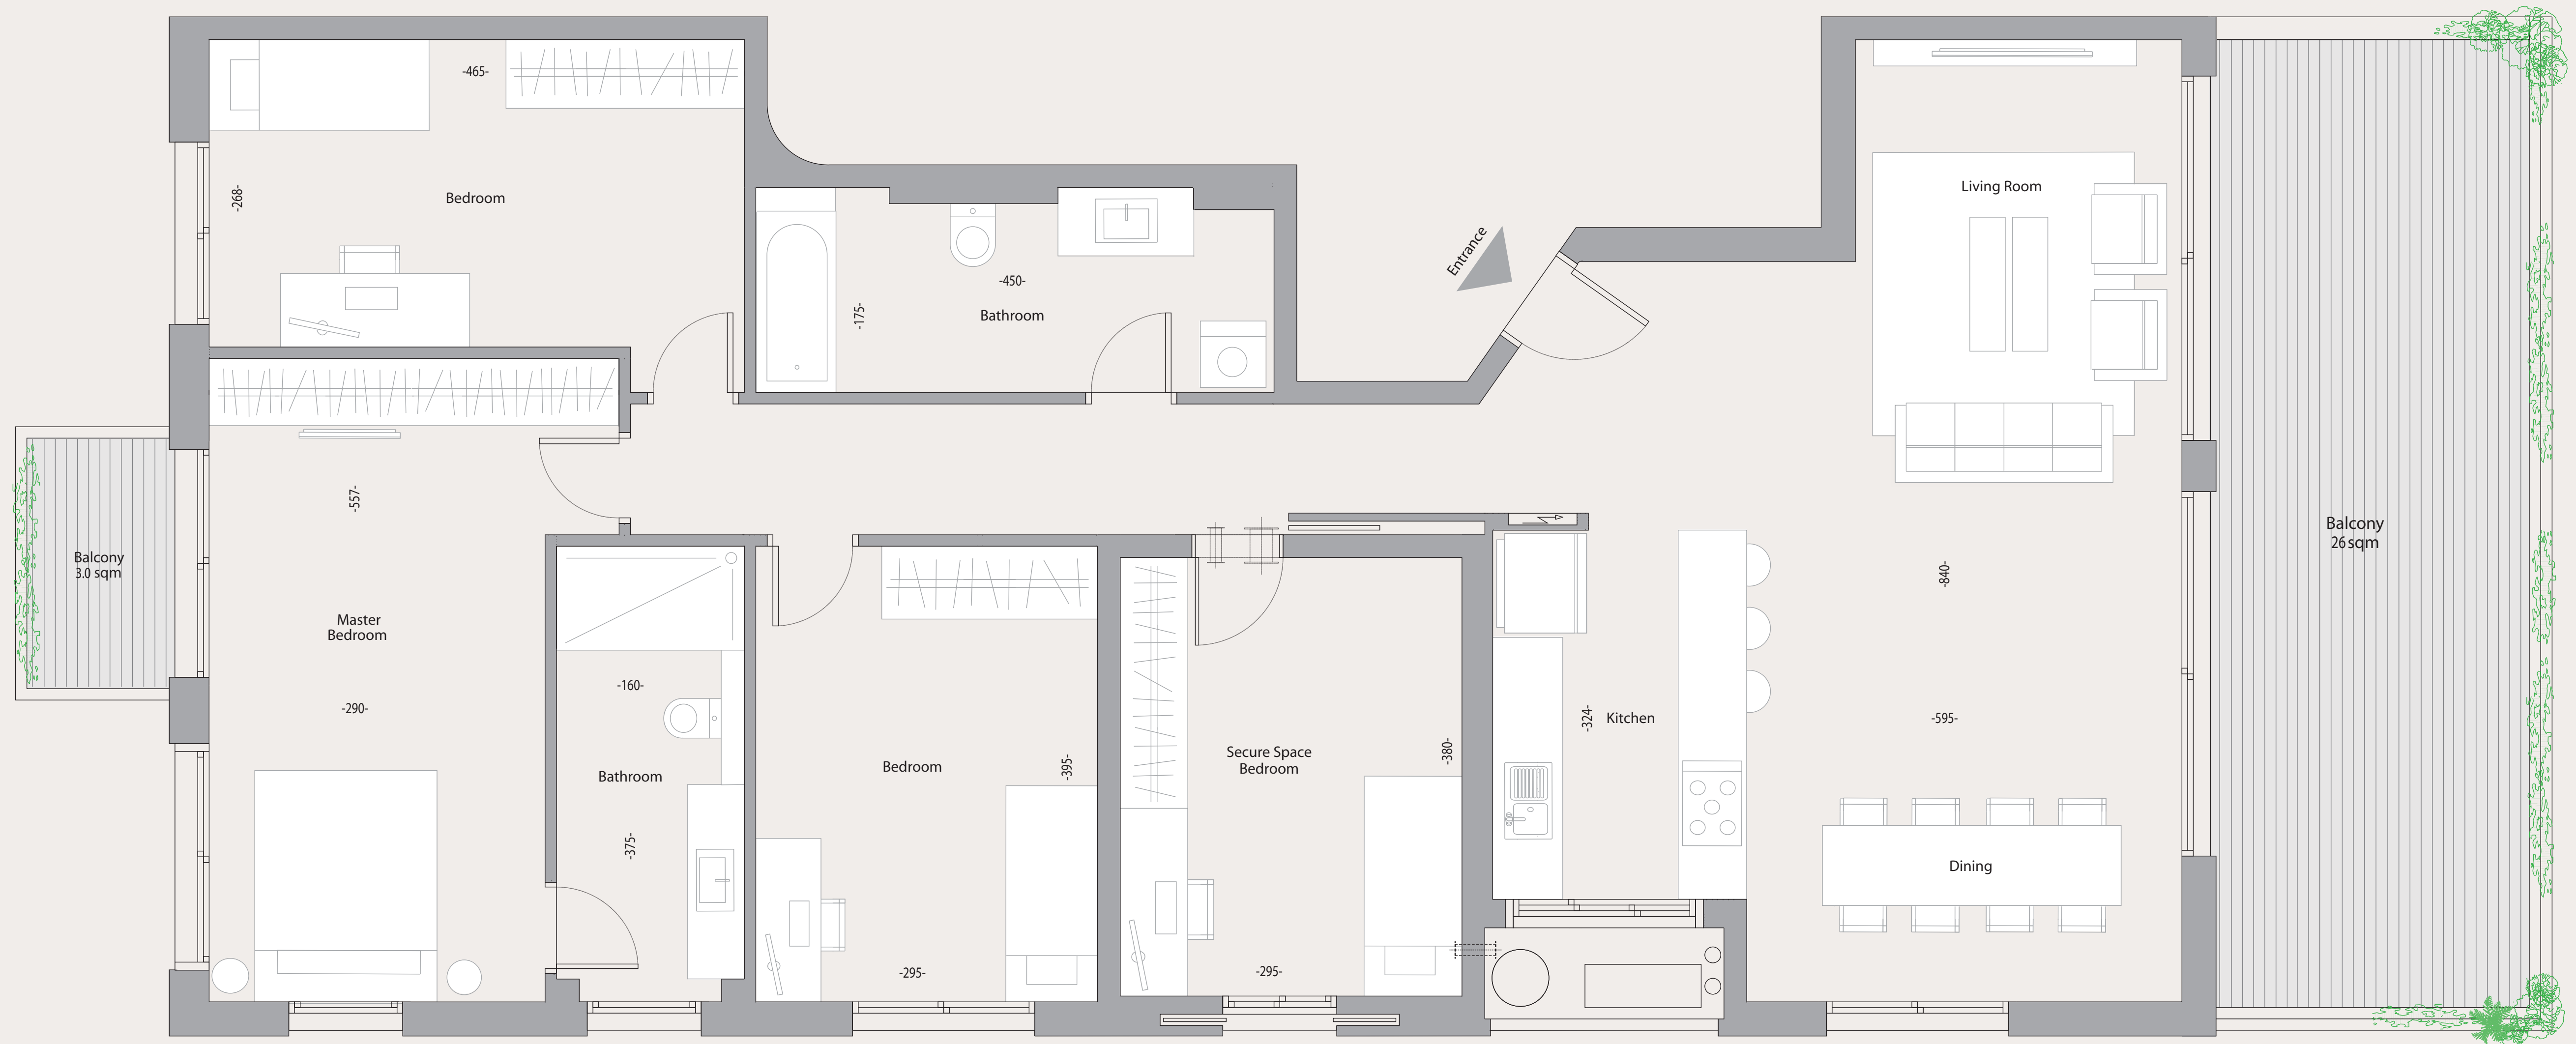 -465-
-268-
Bedroom
-450-
-175-
Bathroom
Entrance
Living Room
-557-
Balcony
3.0 sqm
Master
Bedroom
-290-
-160-
Bathroom
-375-
Bedroom
-395-
-295-
Secure Space
Bedroom
-380-
-295-
-324-
Kitchen
-840-
-595-
Dining
Balcony
26 sqm